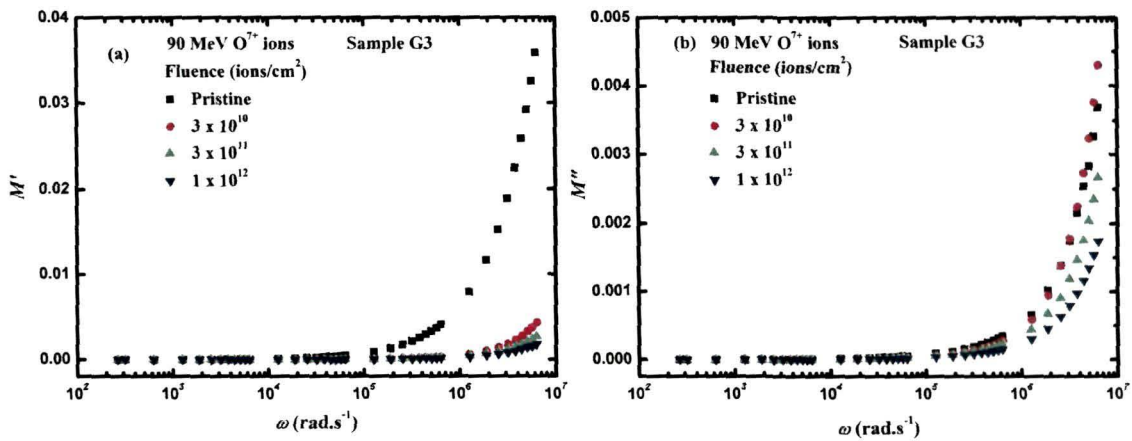 (a)
90 MeV O⁷⁺ ions
Sample G3
Fluence (ions/cm²)
Pristine
3 x 10¹⁰
3 x 10¹¹
1 x 10¹²
0.04
0.03
0.02
0.01
0.00
M'
10² 10³ 10⁴ 10⁵ 10⁶ 10⁷
ω (rad.s⁻¹)
(b)
90 MeV O⁷⁺ ions
Sample G3
Fluence (ions/cm²)
Pristine
3 x 10¹⁰
3 x 10¹¹
1 x 10¹²
0.005
0.004
0.003
0.002
0.001
0.000
M"
10² 10³ 10⁴ 10⁵ 10⁶ 10⁷
ω (rad.s⁻¹)